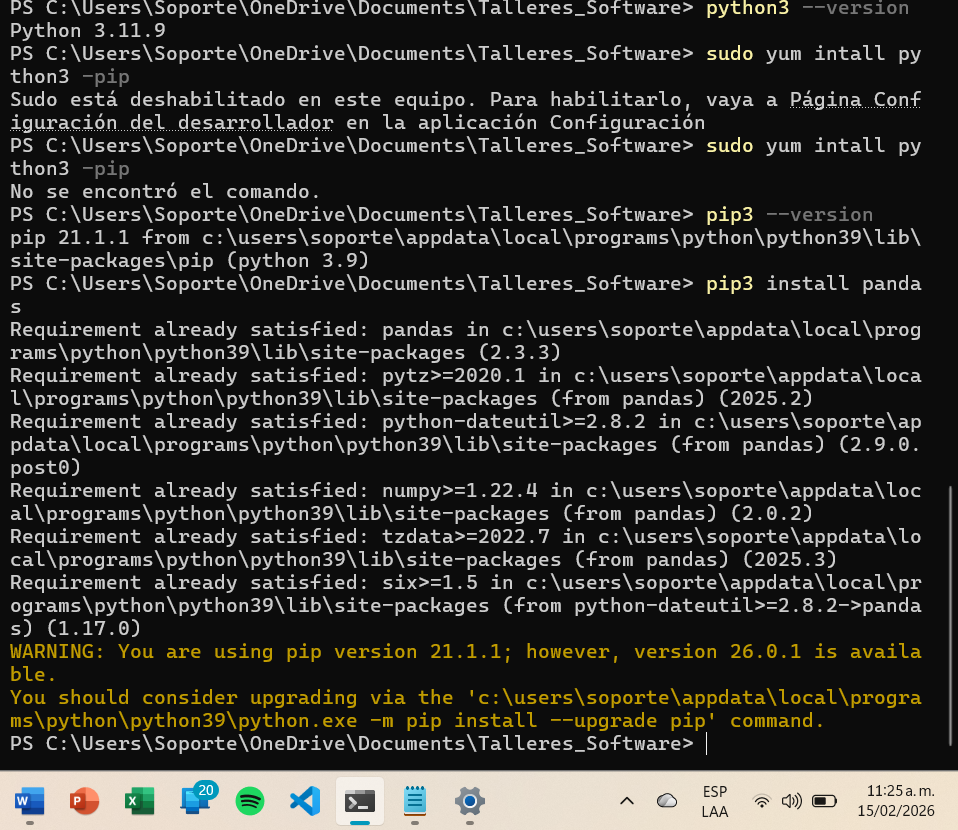 PS C:\Users\Soporte\OneDrive\Documents\Talleres_Software> python3 --version
Python 3.11.9
PS C:\Users\Soporte\OneDrive\Documents\Talleres_Software> sudo yum intall py
thon3 -pip
Sudo está deshabilitado en este equipo. Para habilitarlo, vaya a Página Conf
iguración del desarrollador en la aplicación Configuración
PS C:\Users\Soporte\OneDrive\Documents\Talleres_Software> sudo yum intall py
thon3 -pip
No se encontró el comando.
PS C:\Users\Soporte\OneDrive\Documents\Talleres_Software> pip3 --version
pip 21.1.1 from c:\users\soporte\appdata\local\programs\python\python39\lib\
site-packages\pip (python 3.9)
PS C:\Users\Soporte\OneDrive\Documents\Talleres_Software> pip3 install panda
s
Requirement already satisfied: pandas in c:\users\soporte\appdata\local\prog
rams\python\python39\lib\site-packages (2.3.3)
Requirement already satisfied: pytz>=2020.1 in c:\users\soporte\appdata\loca
l\programs\python\python39\lib\site-packages (from pandas) (2025.2)
Requirement already satisfied: python-dateutil>=2.8.2 in c:\users\soporte\ap
pdata\local\programs\python\python39\lib\site-packages (from pandas) (2.9.0.
post0)
Requirement already satisfied: numpy>=1.22.4 in c:\users\soporte\appdata\loc
al\programs\python\python39\lib\site-packages (from pandas) (2.0.2)
Requirement already satisfied: tzdata>=2022.7 in c:\users\soporte\appdata\lo
cal\programs\python\python39\lib\site-packages (from pandas) (2025.3)
Requirement already satisfied: six>=1.5 in c:\users\soporte\appdata\local\pr
ograms\python\python39\lib\site-packages (from python-dateutil>=2.8.2->panda
s) (1.17.0)
WARNING: You are using pip version 21.1.1; however, version 26.0.1 is availa
ble.
You should consider upgrading via the 'c:\users\soporte\appdata\local\progra
ms\python\python39\python.exe -m pip install --upgrade pip' command.
PS C:\Users\Soporte\OneDrive\Documents\Talleres_Software>
W P X 20
ESP
LAA
11:25 a. m.
15/02/2026